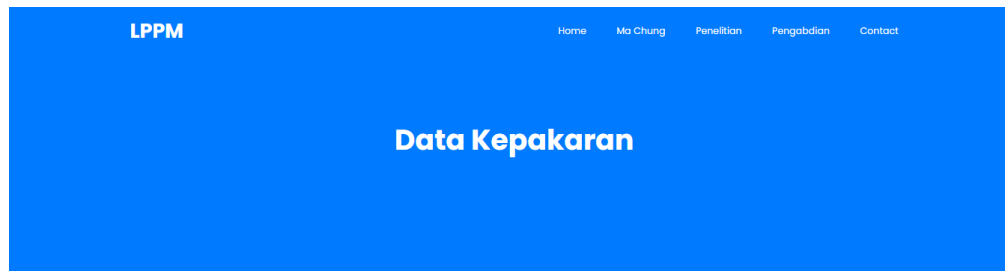 LPPM Home Ma Chung Penelitian Pengabdian Contact
Data Kepakaran